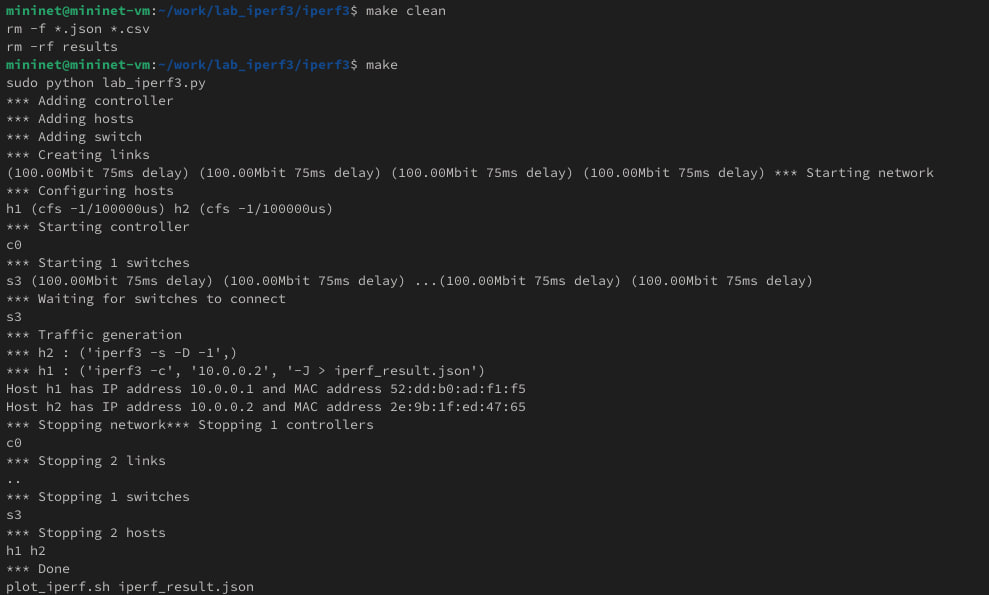 mininet@mininet-vm:~/work/lab_iperf3/iperf3$ make clean
rm -f *.json *.csv
rm -rf results
mininet@mininet-vm:~/work/lab_iperf3/iperf3$ make
sudo python lab_iperf3.py
*** Adding controller
*** Adding hosts
*** Adding switch
*** Creating links
(100.00Mbit 75ms delay) (100.00Mbit 75ms delay) (100.00Mbit 75ms delay) (100.00Mbit 75ms delay) *** Starting network
*** Configuring hosts
h1 (cfs -1/100000us) h2 (cfs -1/100000us)
*** Starting controller
c0
*** Starting 1 switches
s3 (100.00Mbit 75ms delay) (100.00Mbit 75ms delay) ...(100.00Mbit 75ms delay) (100.00Mbit 75ms delay)
*** Waiting for switches to connect
s3
*** Traffic generation
*** h2 : ('iperf3 -s -D -1',)
*** h1 : ('iperf3 -c', '10.0.0.2', '-J > iperf_result.json')
Host h1 has IP address 10.0.0.1 and MAC address 52:dd:b0:ad:f1:f5
Host h2 has IP address 10.0.0.2 and MAC address 2e:9b:1f:ed:47:65
*** Stopping network*** Stopping 1 controllers
c0
*** Stopping 2 links
..
*** Stopping 1 switches
s3
*** Stopping 2 hosts
h1 h2
*** Done
plot_iperf.sh iperf_result.json